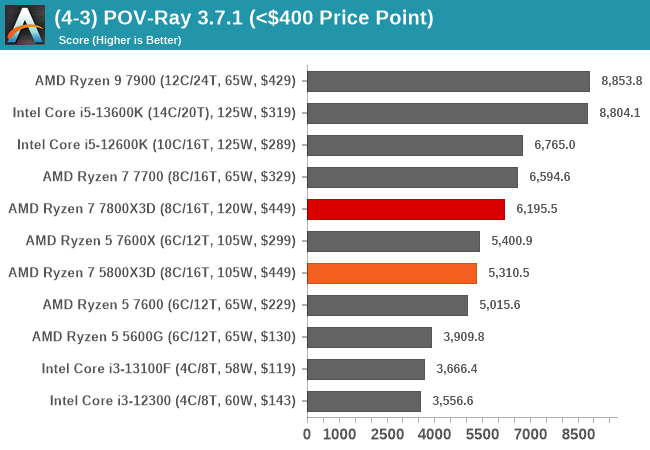 (4-3) POV-Ray 3.7.1 (<$400 Price Point)
Score (Higher is Better)
AMD Ryzen 9 7900 (12C/24T, 65W, $429) 8,853.8
Intel Core i5-13600K (14C/20T), 125W, $319) 8,804.1
Intel Core i5-12600K (10C/16T, 125W, $289) 6,765.0
AMD Ryzen 7 7700 (8C/16T, 65W, $329) 6,594.6
AMD Ryzen 7 7800X3D (8C/16T, 120W, $449) 6,195.5
AMD Ryzen 5 7600X (6C/12T, 105W, $299) 5,400.9
AMD Ryzen 7 5800X3D (8C/16T, 105W, $449) 5,310.5
AMD Ryzen 5 7600 (6C/12T, 65W, $229) 5,015.6
AMD Ryzen 5 5600G (6C/12T, 65W, $130) 3,909.8
Intel Core i3-13100F (4C/8T, 58W, $119) 3,666.4
Intel Core i3-12300 (4C/8T, 60W, $143) 3,556.6
0 1000 2500 4000 5500 7000 8500